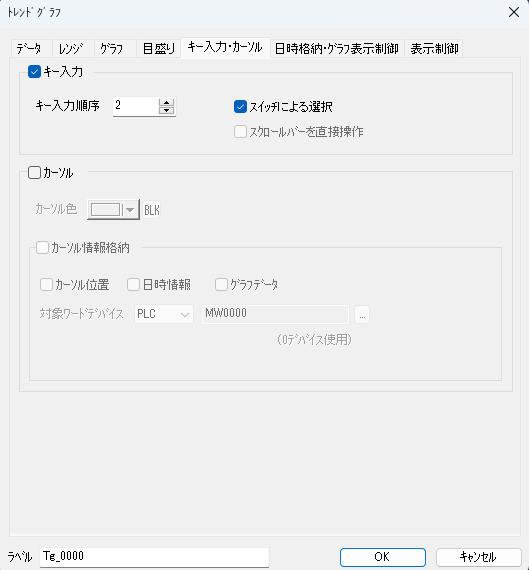 トレンドグラフ
データ レンジ グラフ 目盛り キー入力・カーソル 日時格納・グラフ表示制御 表示制御
キー入力
キー入力順序 2 スイッチによる選択
スクロールバーを直接操作
カーソル
カーソル色 BLK
カーソル情報格納
カーソル位置 日時情報 グラフデータ
対象ワードデバイス PLC MW0000 ...
(0デバイス使用)
ラベル Tg_0000 OK キャンセル